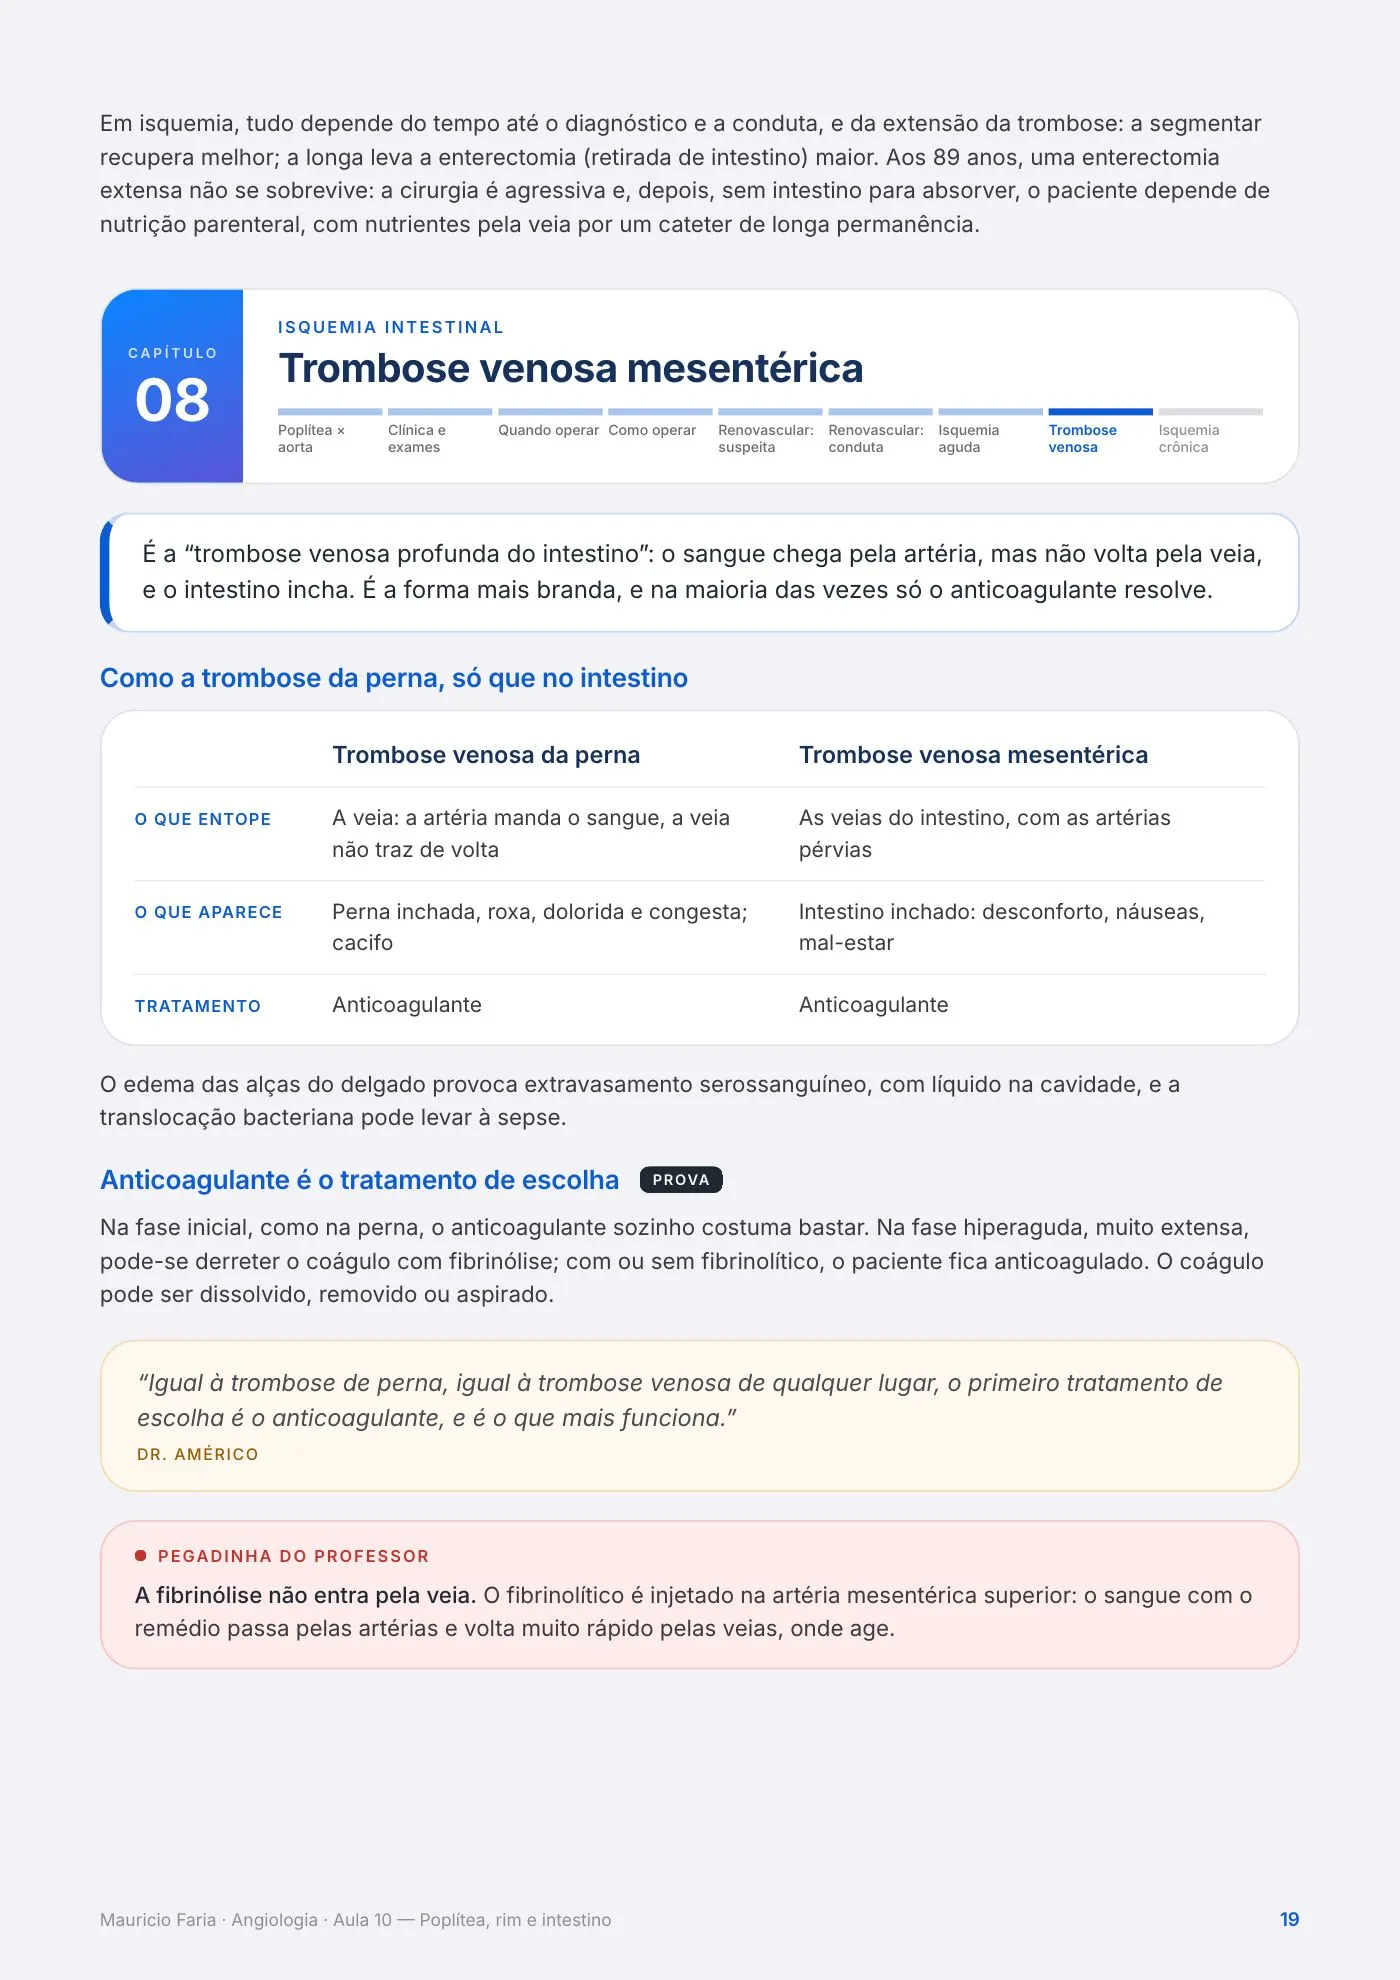 Em isquemia, tudo depende do tempo até o diagnóstico e a conduta, e da extensão da trombose: a segmentar
recupera melhor; a longa leva a enterectomia (retirada de intestino) maior. Aos 89 anos, uma enterectomia
extensa não se sobrevive: a cirurgia é agressiva e, depois, sem intestino para absorver, o paciente depende de
nutrição parenteral, com nutrientes pela veia por um cateter de longa permanência.
CAPÍTULO
08
ISQUEMIA INTESTINAL
Trombose venosa mesentérica
Poplítea ×
aorta
Clínica e
exames
Quando operar
Como operar
Renovascular:
suspeita
Renovascular:
conduta
Isquemia
aguda
Trombose
venosa
Isquemia
crônica
É a “trombose venosa profunda do intestino”: o sangue chega pela artéria, mas não volta pela veia,
e o intestino incha. É a forma mais branda, e na maioria das vezes só o anticoagulante resolve.
Como a trombose da perna, só que no intestino
Trombose venosa da perna
Trombose venosa mesentérica
O QUE ENTOPE
A veia: a artéria manda o sangue, a veia
não traz de volta
As veias do intestino, com as artérias
pérvias
O QUE APARECE
Perna inchada, roxa, dolorida e congesta;
cacifo
Intestino inchado: desconforto, náuseas,
mal-estar
TRATAMENTO
Anticoagulante
Anticoagulante
O edema das alças do delgado provoca extravasamento serossanguíneo, com líquido na cavidade, e a
translocação bacteriana pode levar à sepse.
Anticoagulante é o tratamento de escolha PROVA
Na fase inicial, como na perna, o anticoagulante sozinho costuma bastar. Na fase hiperaguda, muito extensa,
pode-se derreter o coágulo com fibrinólise; com ou sem fibrinolítico, o paciente fica anticoagulado. O coágulo
pode ser dissolvido, removido ou aspirado.
“Igual à trombose de perna, igual à trombose venosa de qualquer lugar, o primeiro tratamento de
escolha é o anticoagulante, e é o que mais funciona.”
DR. AMÉRICO
PEGADINHA DO PROFESSOR
A fibrinólise não entra pela veia. O fibrinolítico é injetado na artéria mesentérica superior: o sangue com o
remédio passa pelas artérias e volta muito rápido pelas veias, onde age.
Mauricio Faria · Angiologia · Aula 10 — Poplítea, rim e intestino
19